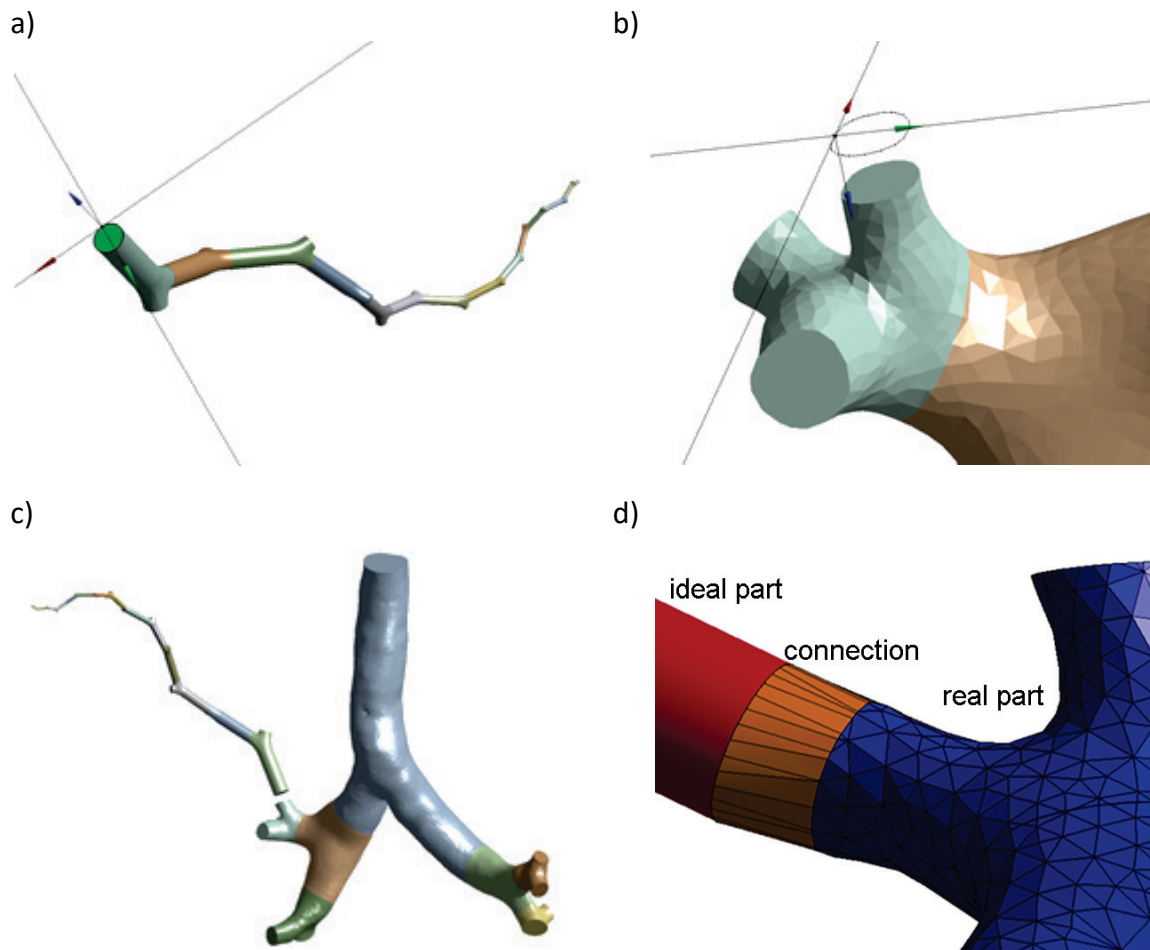 a)
b)
c)
d)
ideal part
connection
real part